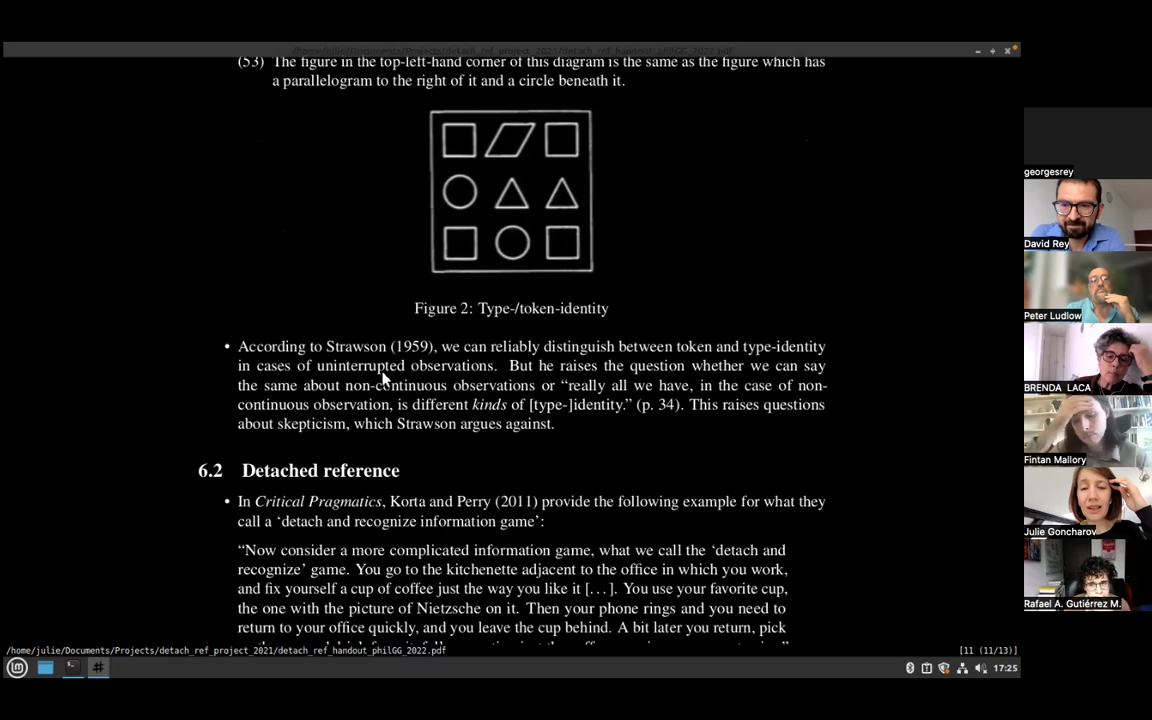 /home/julie/Documents/Projects/detach_ref_project_2021/detach_ref_handout_philGG_2022.pdf
(53) The figure in the top-left-hand corner of this diagram is the same as the figure which has
a parallelogram to the right of it and a circle beneath it.
Figure 2: Type-/token-identity
• According to Strawson (1959), we can reliably distinguish between token and type-identity
in cases of uninterrupted observations. But he raises the question whether we can say
the same about non-continuous observations or “really all we have, in the case of non-
continuous observation, is different kinds of [type-]identity.” (p. 34). This raises questions
about skepticism, which Strawson argues against.
6.2 Detached reference
• In Critical Pragmatics, Korta and Perry (2011) provide the following example for what they
call a ‘detach and recognize information game’:
“Now consider a more complicated information game, what we call the ‘detach and
recognize’ game. You go to the kitchenette adjacent to the office in which you work,
and fix yourself a cup of coffee just the way you like it [...]. You use your favorite cup,
the one with the picture of Nietzsche on it. Then your phone rings and you need to
return to your office quickly, and you leave the cup behind. A bit later you return, pick
/home/julie/Documents/Projects/detach_ref_project_2021/detach_ref_handout_philGG_2022.pdf
[11 (11/13)]
17:25
georgesrey
David Rey
Peter Ludlow
BRENDA LACA
Fintan Mallory
Julie Goncharov
Rafael A. Gutiérrez M.